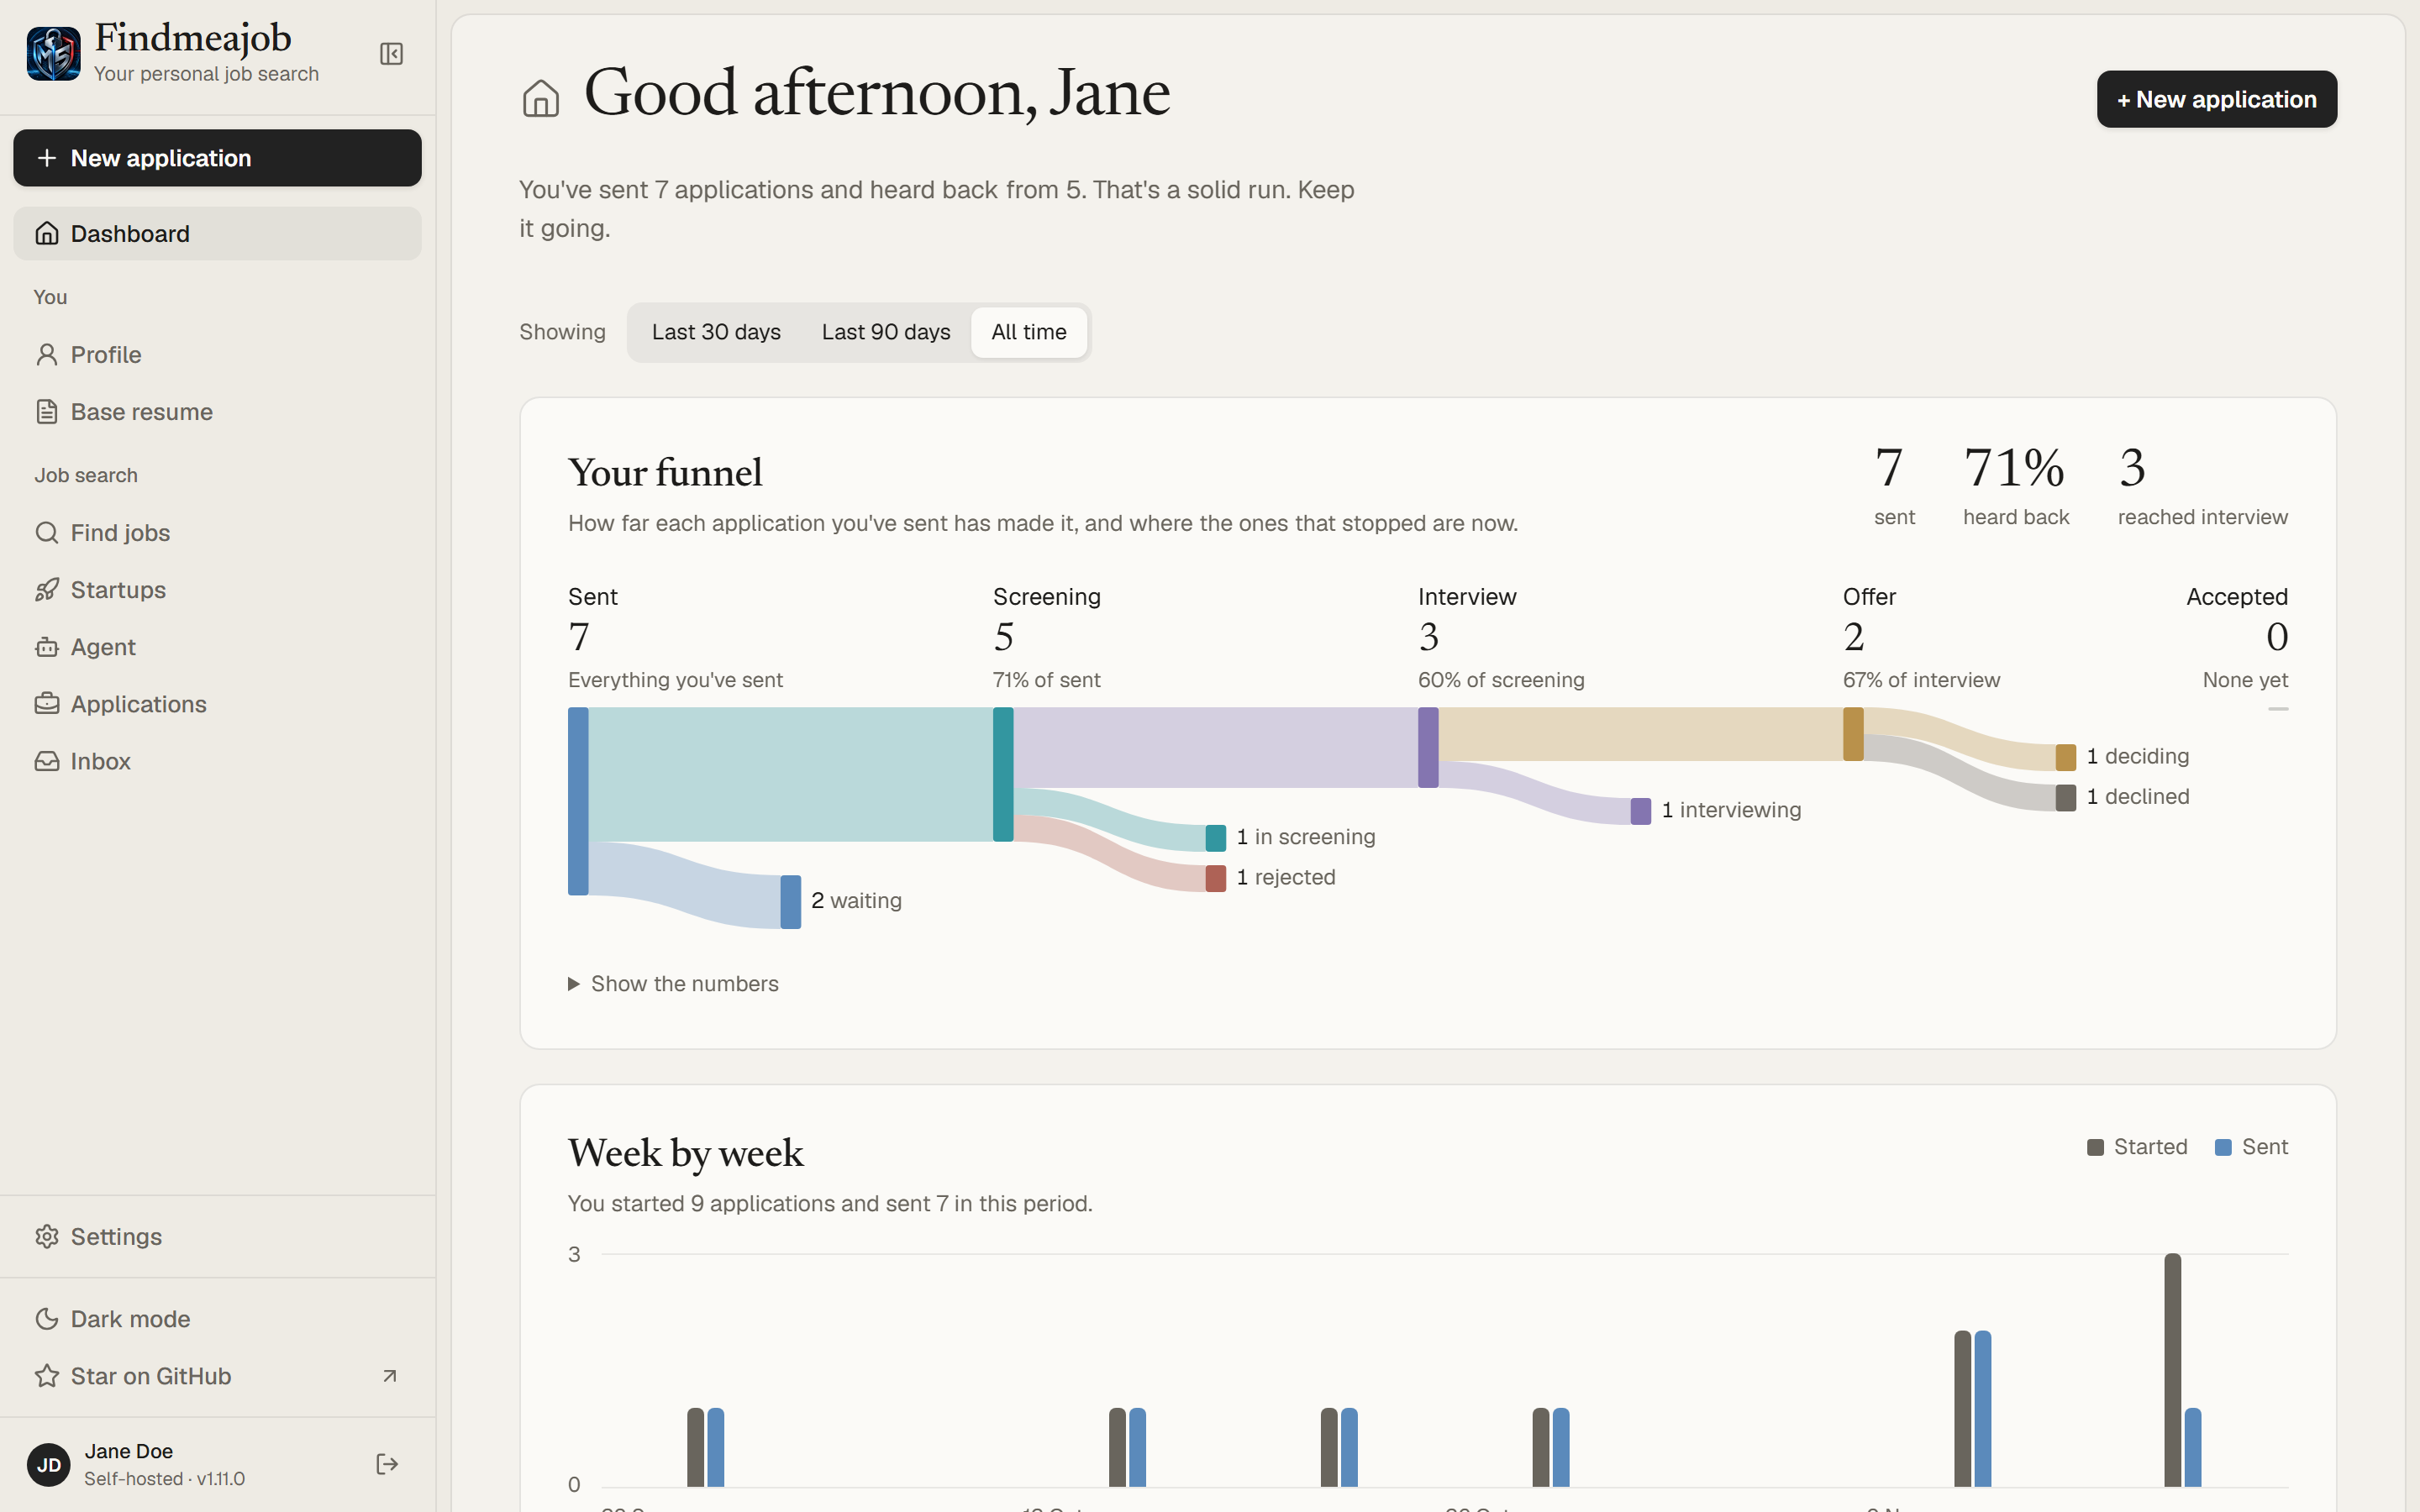 Findmeajob
Your personal job search
New application
Dashboard
You
Profile
Base resume
Job search
Find jobs
Startups
Agent
Applications
Inbox
Settings
Dark mode
Star on GitHub
JD
Jane Doe
Self-hosted · v1.11.0
Good afternoon, Jane
+ New application
You've sent 7 applications and heard back from 5. That's a solid run. Keep
it going.
Showing
Last 30 days
Last 90 days
All time
Your funnel
How far each application you've sent has made it, and where the ones that stopped are now.
7
sent
71%
heard back
3
reached interview
Sent
7
Everything you've sent
Screening
5
71% of sent
Interview
3
60% of screening
Offer
2
67% of interview
Accepted
0
None yet
1 deciding
1 declined
1 interviewing
1 in screening
1 rejected
2 waiting
Show the numbers
Week by week
You started 9 applications and sent 7 in this period.
Started
Sent
3
0